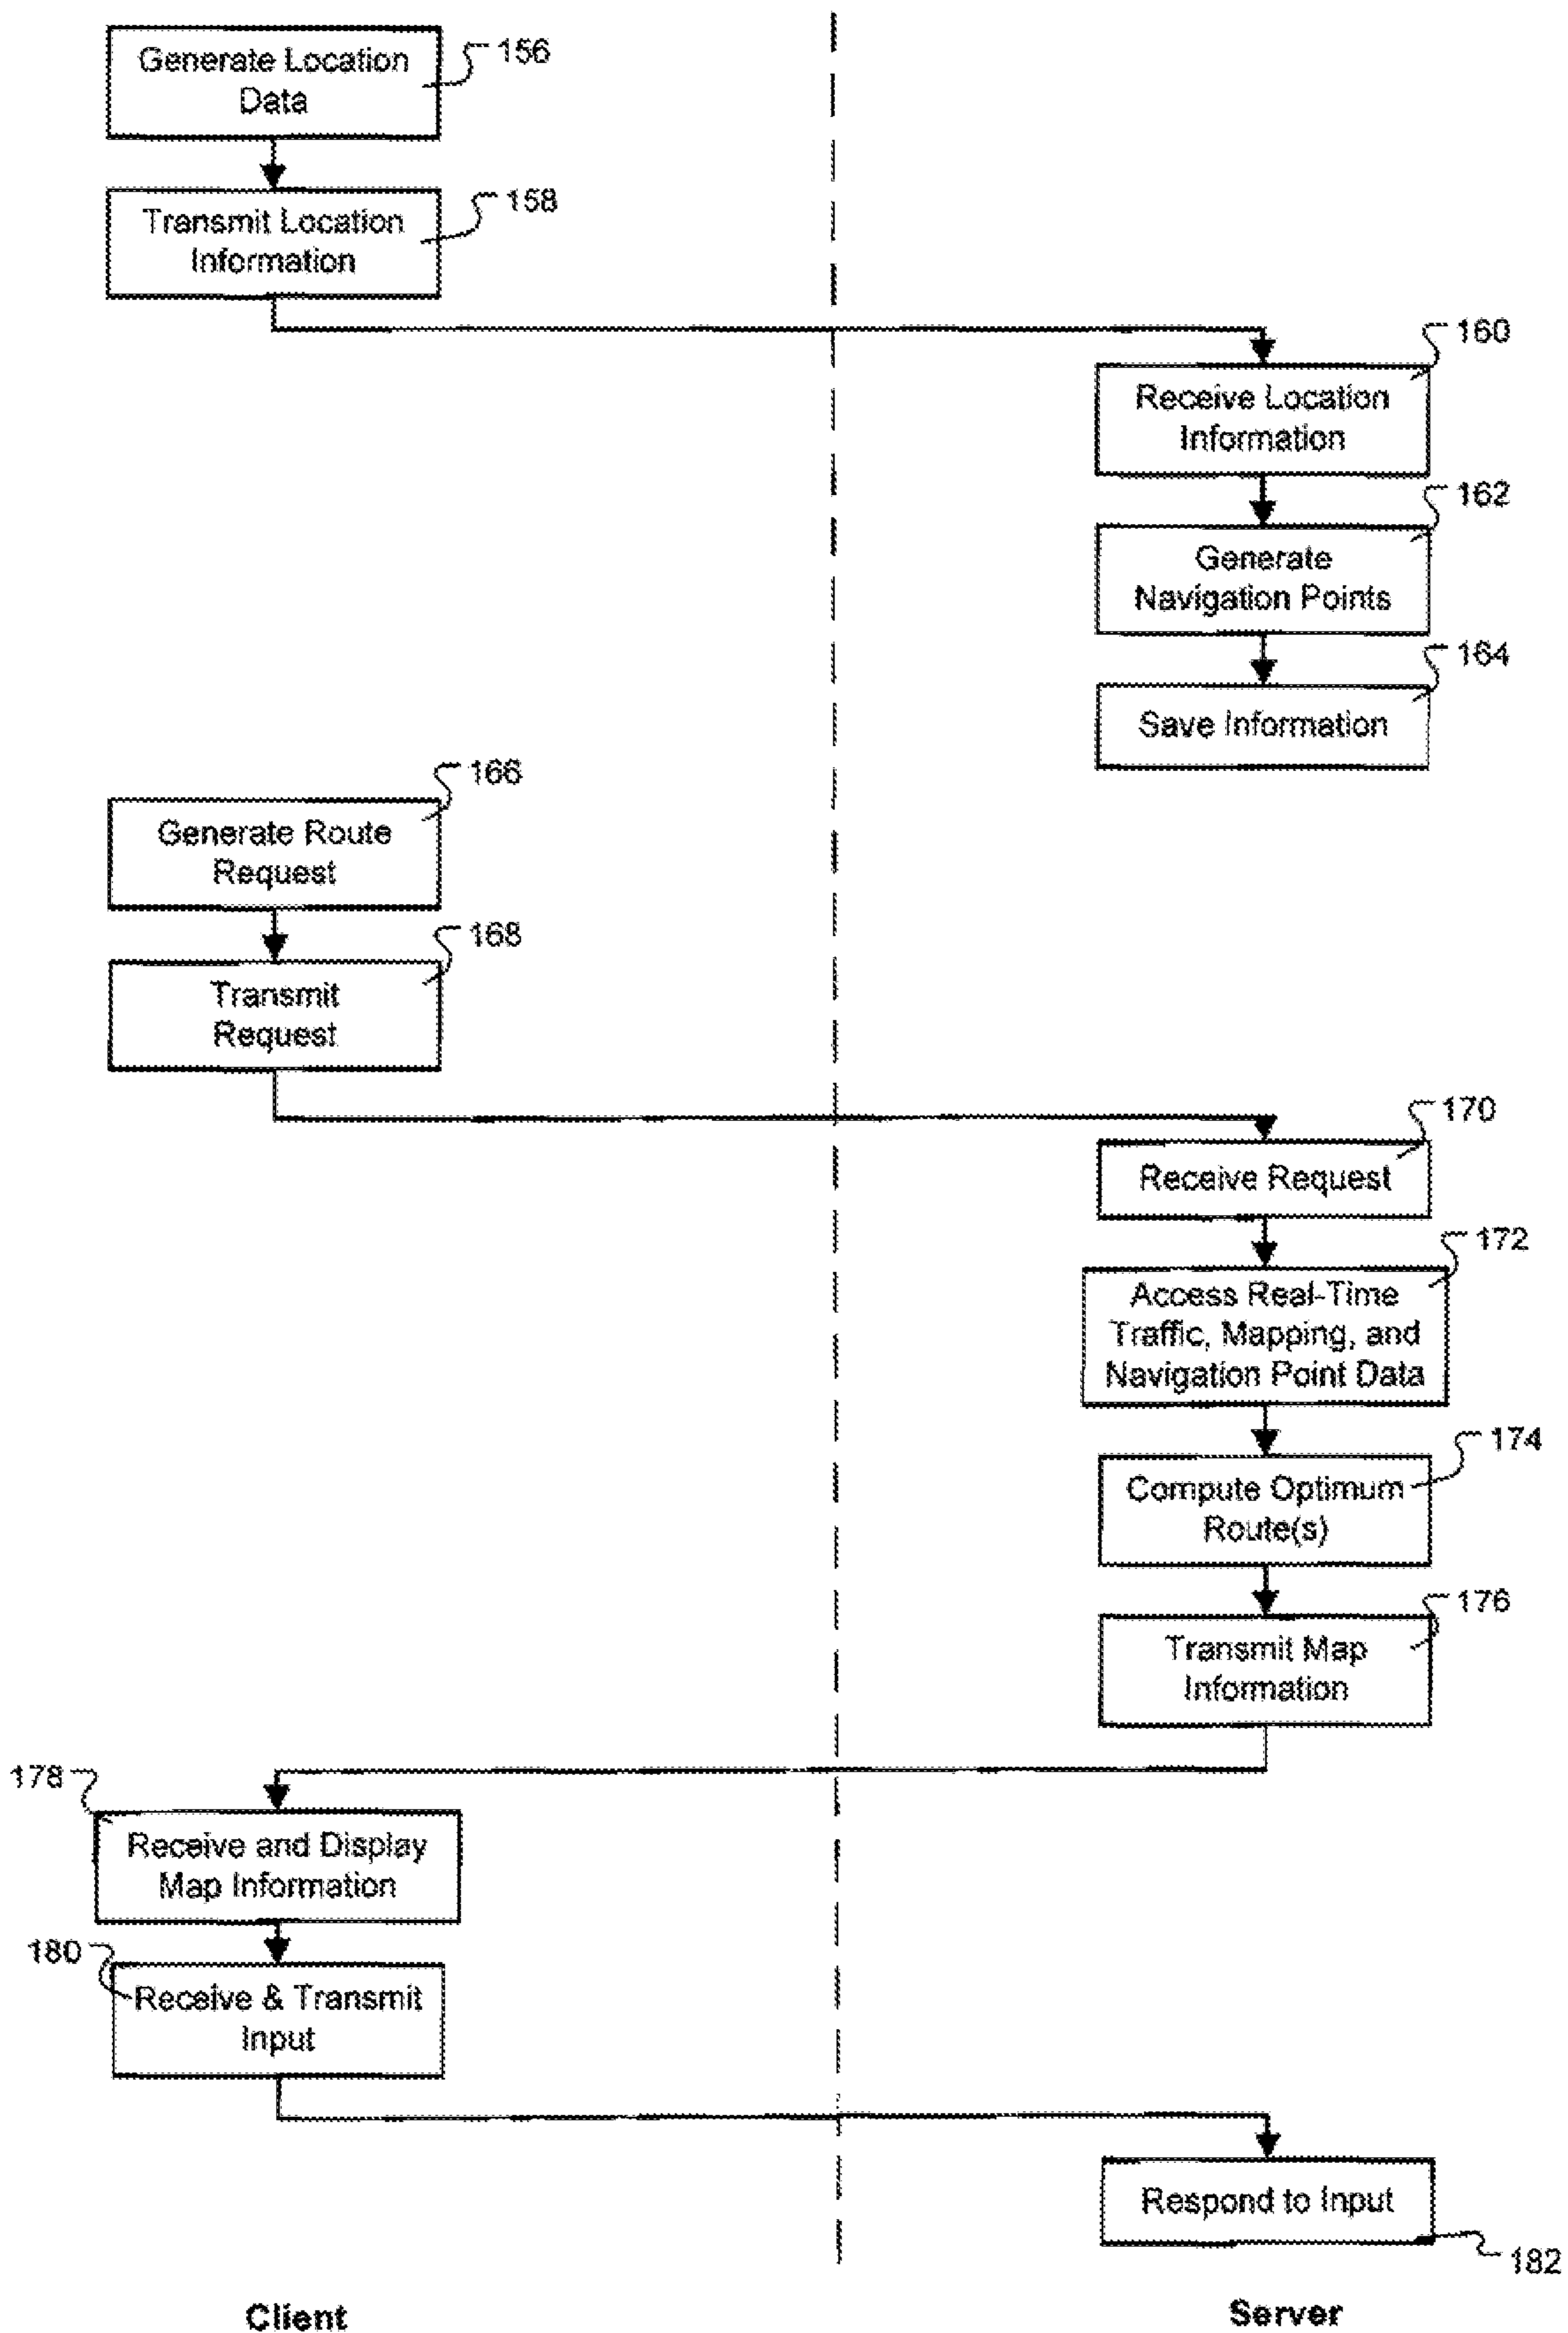 Generate Location
Data
156
Transmit Location
Information
158
160
Receive Location
Information
162
Generate
Navigation Points
164
Save Information
166
Generate Route
Request
168
Transmit
Request
170
Receive Request
172
Access Real-Time
Traffic, Mapping, and
Navigation Point Data
174
Compute Optimum
Route(s)
176
Transmit Map
Information
178
Receive and Display
Map Information
180
Receive & Transmit
Input
Respond to Input
182
Client
Server